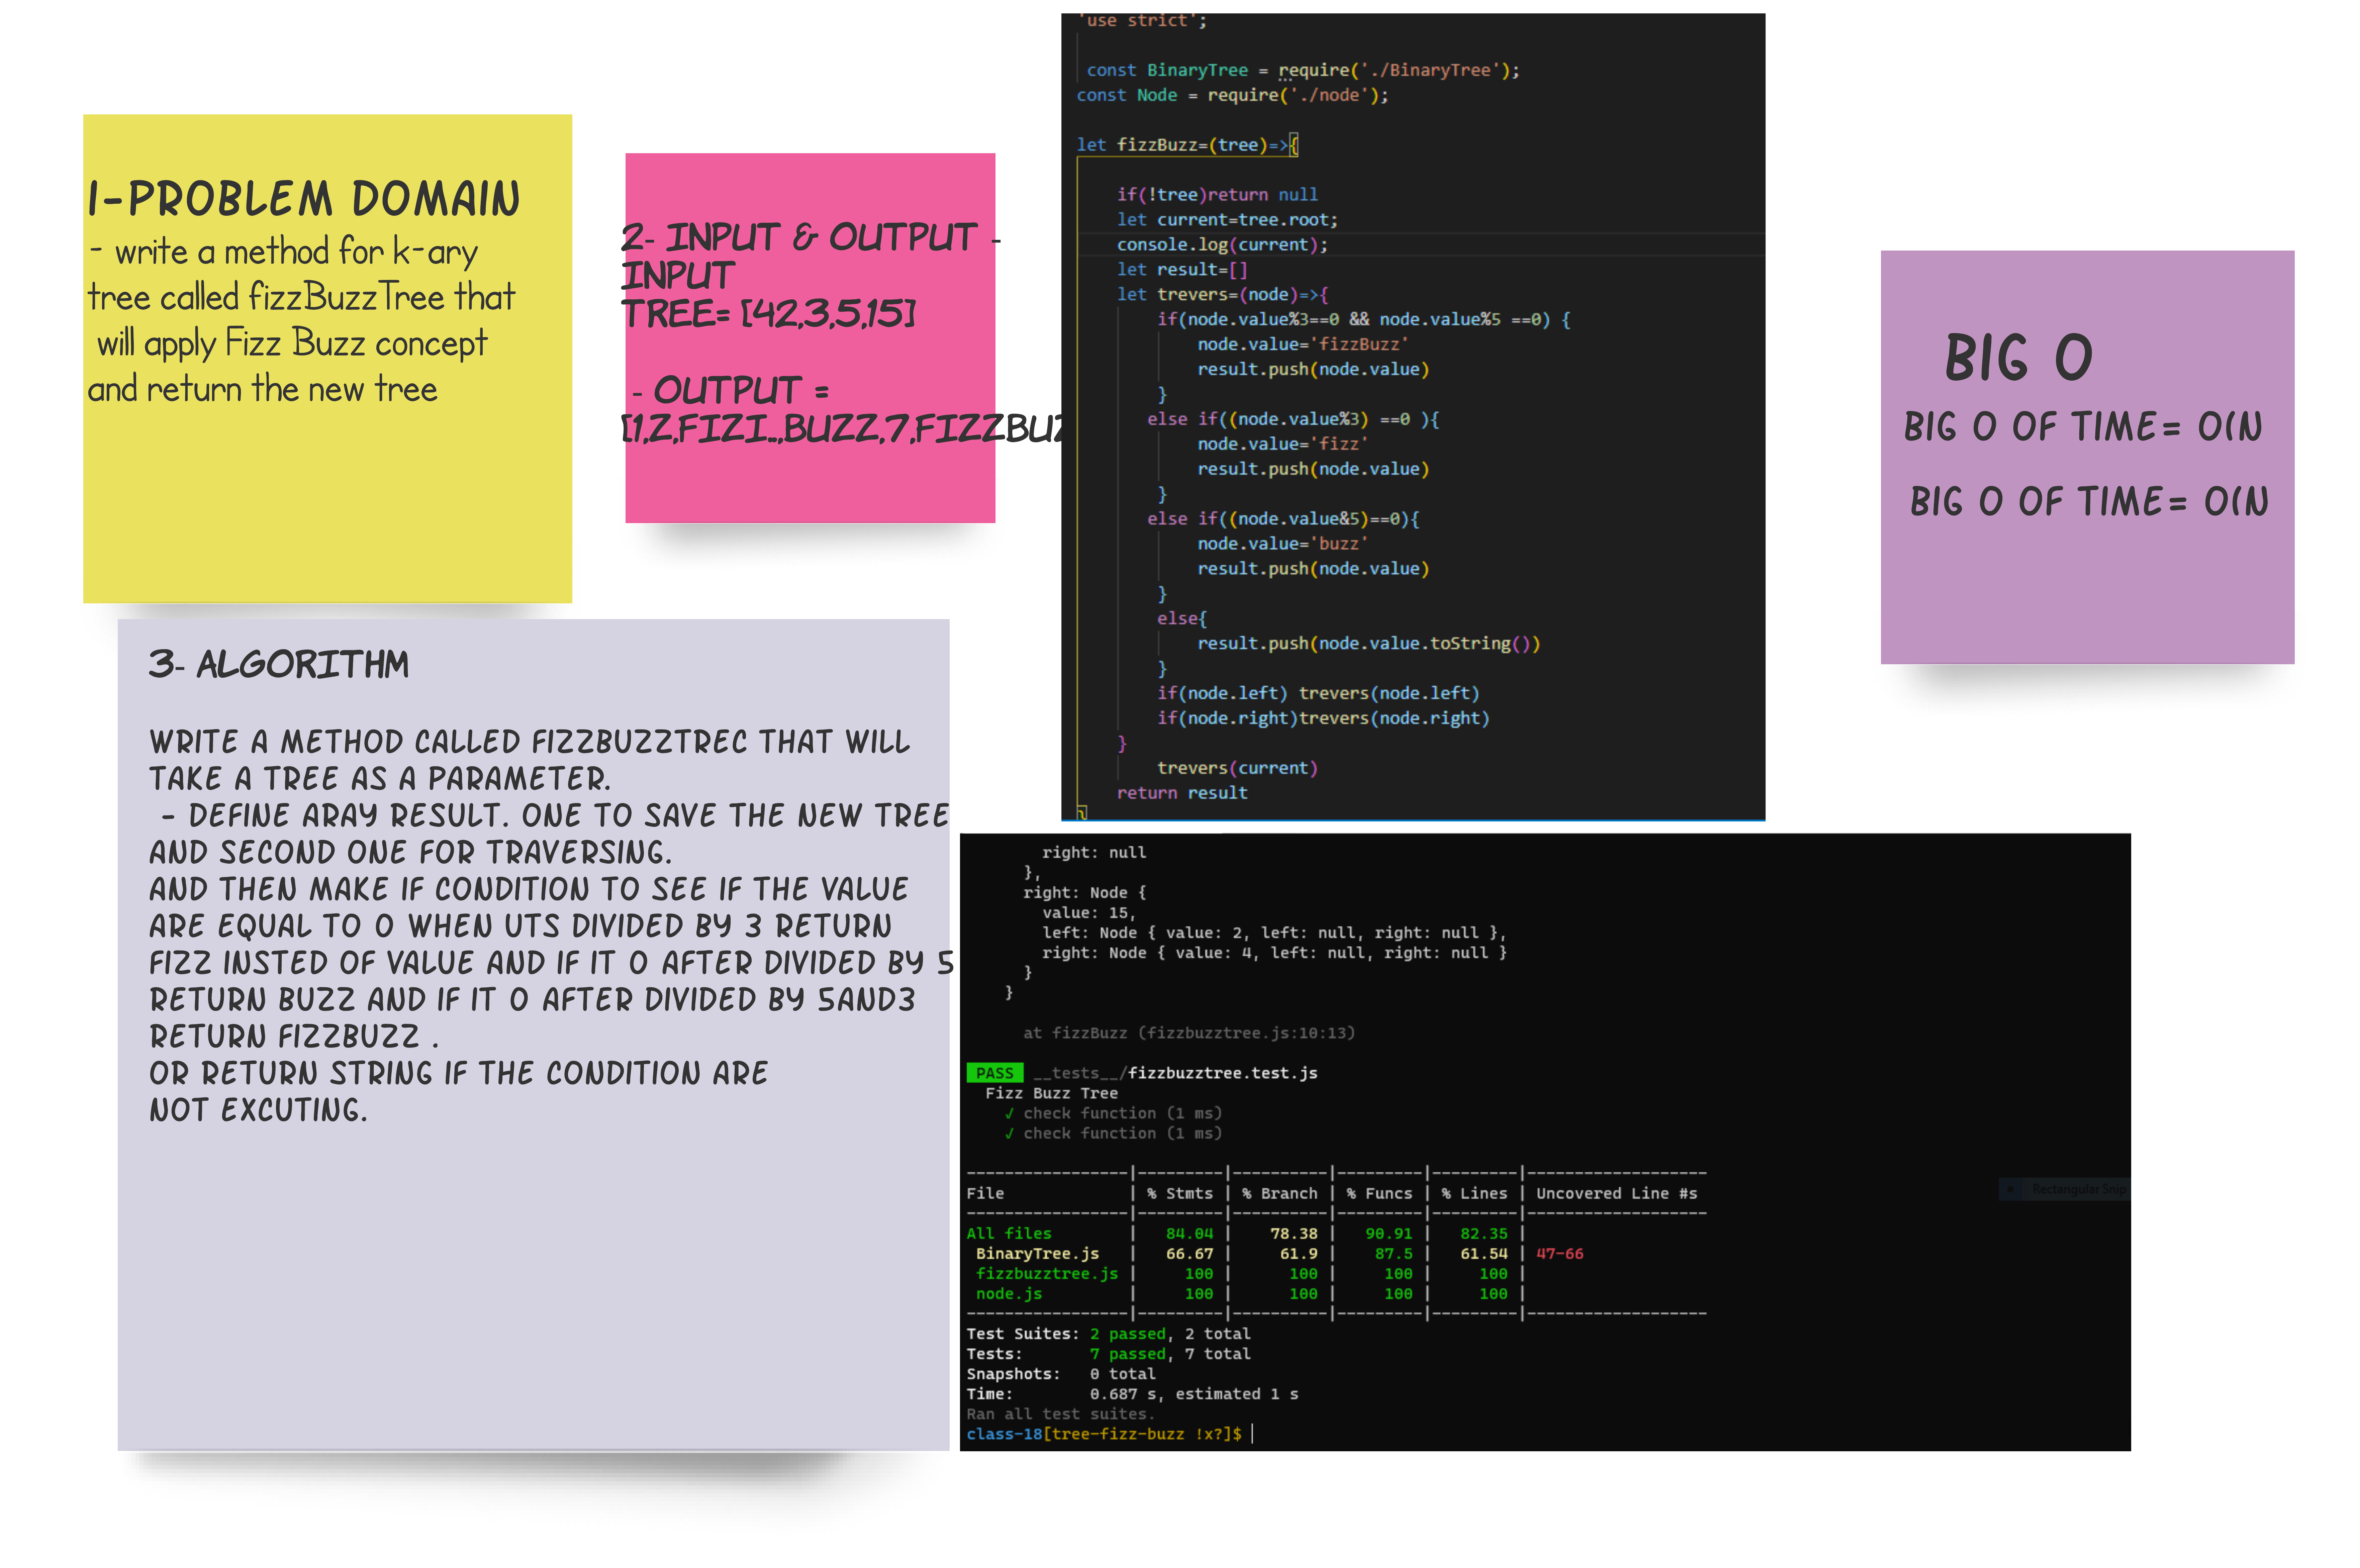 1-PROBLEM DOMAIN
- write a method for k-ary
tree called fizzBuzzTree that
will apply Fizz Buzz concept
and return the new tree
2- INPUT & OUTPUT -
INPUT
TREE= [42,3,5,15]
- OUTPUT =
[1,2,FIZI..,BUZZ,7,FIZZBUZ
3- ALGORITHM
WRITE A METHOD CALLED FIZZBUZZTREC THAT WILL
TAKE A TREE AS A PARAMETER.
- DEFINE ARAY RESULT. ONE TO SAVE THE NEW TREE
AND SECOND ONE FOR TRAVERSING.
AND THEN MAKE IF CONDITION TO SEE IF THE VALUE
ARE EQUAL TO 0 WHEN UTS DIVIDED BY 3 RETURN
FIZZ INSTED OF VALUE AND IF IT 0 AFTER DIVIDED BY 5
RETURN BUZZ AND IF IT 0 AFTER DIVIDED BY 5AND3
RETURN FIZZBUZZ .
OR RETURN STRING IF THE CONDITION ARE
NOT EXCUTING.
'use strict';
const BinaryTree = require('./BinaryTree');
const Node = require('./node');
let fizzBuzz=(tree)=>{
if(!tree)return null
let current=tree.root;
console.log(current);
let result=[]
let trevers=(node)=>{
if(node.value%3==0 && node.value%5 ==0) {
node.value='fizzBuzz'
result.push(node.value)
}
else if((node.value%3) ==0 ){
node.value='fizz'
result.push(node.value)
}
else if((node.value&5)==0){
node.value='buzz'
result.push(node.value)
}
else{
result.push(node.value.toString())
}
if(node.left) trevers(node.left)
if(node.right)trevers(node.right)
}
trevers(current)
return result
}
BIG O
BIG O OF TIME= O(N
BIG O OF TIME= O(N
right: null
},
right: Node {
value: 15,
left: Node { value: 2, left: null, right: null },
right: Node { value: 4, left: null, right: null }
}
}
at fizzBuzz (fizzbuzztree.js:10:13)
PASS __tests__/fizzbuzztree.test.js
Fizz Buzz Tree
√ check function (1 ms)
√ check function (1 ms)
-----------------|---------|----------|---------|---------|-------------------
File | % Stmts | % Branch | % Funcs | % Lines | Uncovered Line #s
-----------------|---------|----------|---------|---------|-------------------
All files | 84.04 | 78.38 | 90.91 | 82.35 |
BinaryTree.js | 66.67 | 61.9 | 87.5 | 61.54 | 47-66
fizzbuzztree.js | 100 | 100 | 100 | 100 |
node.js | 100 | 100 | 100 | 100 |
-----------------|---------|----------|---------|---------|-------------------
Test Suites: 2 passed, 2 total
Tests: 7 passed, 7 total
Snapshots: 0 total
Time: 0.687 s, estimated 1 s
Ran all test suites.
class-18[tree-fizz-buzz !x?]$
Rectangular Snip